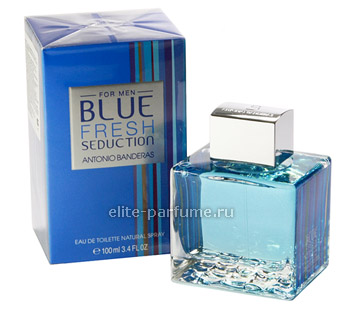 FOR MEN
BLUE
FRESH
SEDUCTION
ANTONIO BANDERAS
elite-parfume.ru
EAU DE TOILETTE NATURAL SPRAY
100 ml 3.4 FL. OZ.